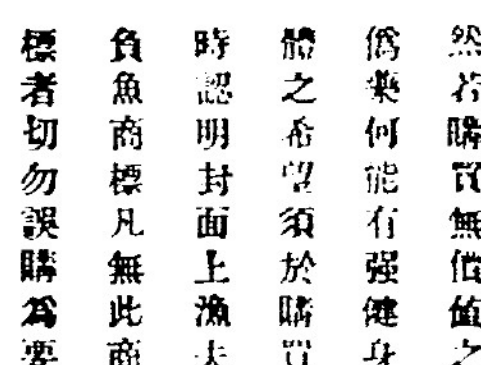 然若購買無價值之
僞藥何能有强健身
體之希望須於購買
時認明封面上漁夫
負魚商標凡無此商
標者切勿誤購為要